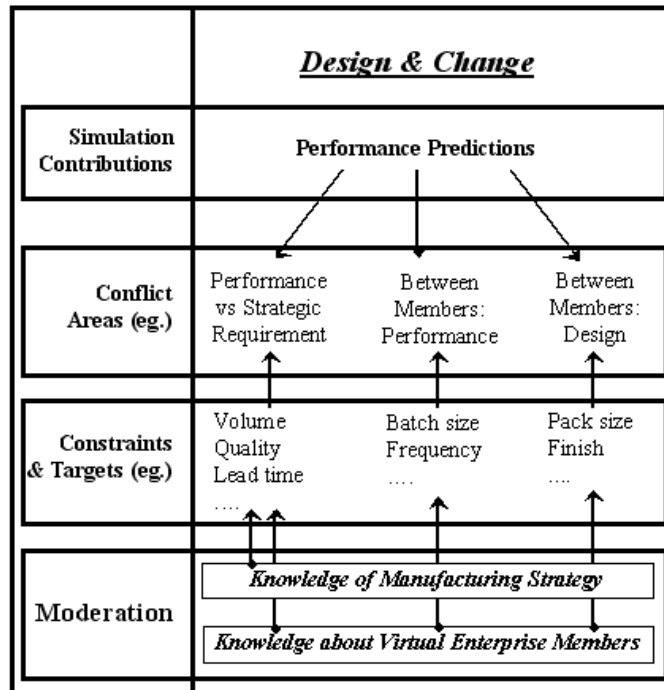 Design & Change
Simulation
Contributions
Performance Predictions
Conflict
Areas (eg.)
Performance
vs Strategic
Requirement
Between
Members:
Performance
Between
Members:
Design
Constraints
& Targets (eg.)
Volume
Quality
Lead time
....
Batch size
Frequency
....
Pack size
Finish
....
Moderation
Knowledge of Manufacturing Strategy
Knowledge about Virtual Enterprise Members